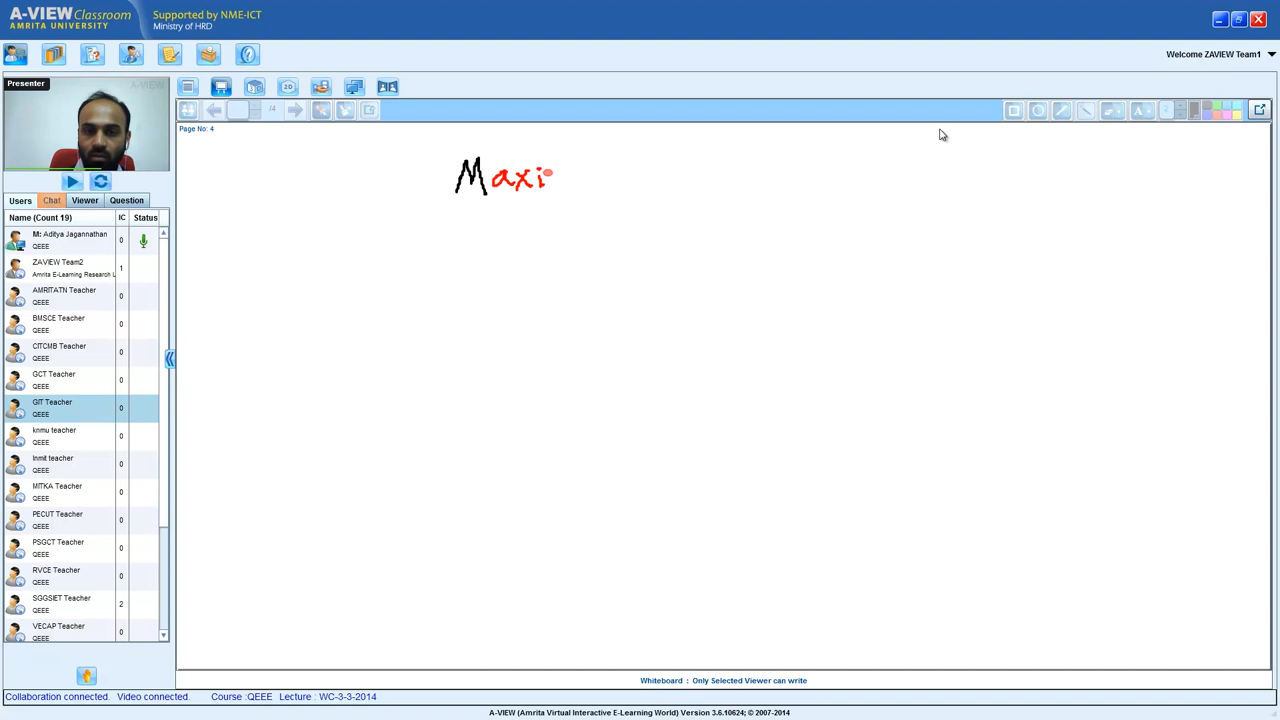 A-VIEW Classroom
AMRITA UNIVERSITY
Supported by NME-ICT
Ministry of HRD
Welcome ZAVIEW Team1
Presenter
A-VIEW
2D
/4
A
2
Page No: 4
Maxi
Users Chat Viewer Question
Name (Count 19) IC Status
M: Aditya Jagannathan 0
QEEE
ZAVIEW Team2 1
Amrita E-Learning Research L
AMRITATN Teacher 0
QEEE
BMSCE Teacher 0
QEEE
CITCMB Teacher 0
QEEE
GCT Teacher 0
QEEE
GIT Teacher 0
QEEE
knmu teacher 0
QEEE
lnmit teacher 0
QEEE
MITKA Teacher 0
QEEE
PECUT Teacher 0
QEEE
PSGCT Teacher 0
QEEE
RVCE Teacher 0
QEEE
SGGSIET Teacher 2
QEEE
VECAP Teacher 0
QEEE
Whiteboard : Only Selected Viewer can write
Collaboration connected. Video connected. Course :QEEE Lecture : WC-3-3-2014
A-VIEW (Amrita Virtual Interactive E-Learning World) Version 3.6.10624; © 2007-2014